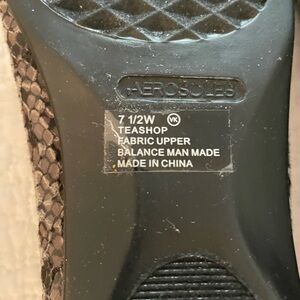 AEROSOLES
7 1/2W VK
TEASHOP
FABRIC UPPER
BALANCE MAN MADE
MADE IN CHINA